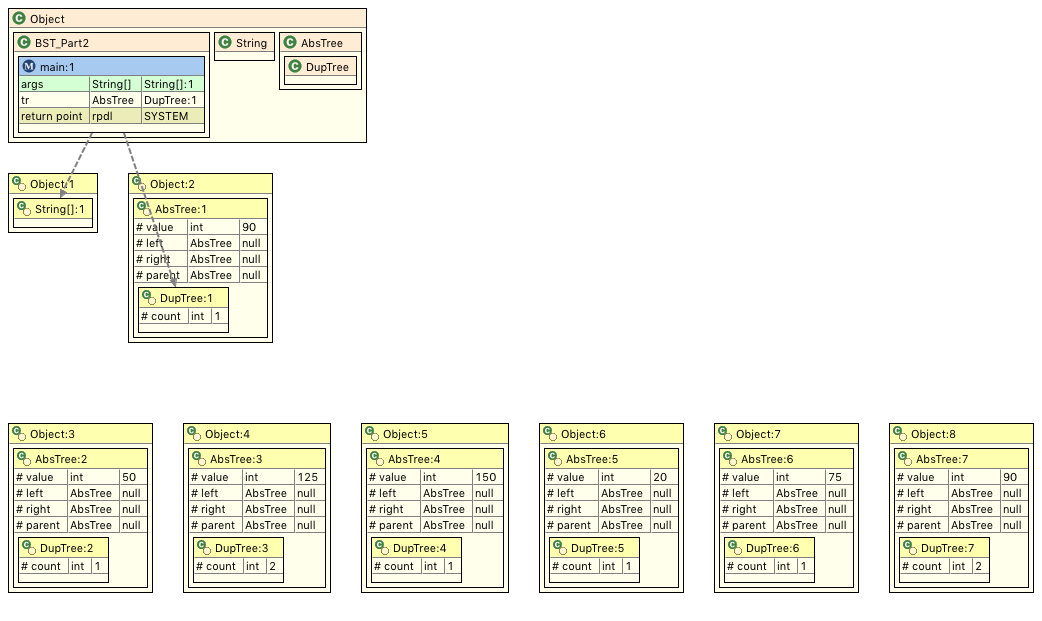 Object
BST_Part2
String
AbsTree
main:1
DupTree
args String[] String[]:1
tr AbsTree DupTree:1
return point rpdl SYSTEM
Object:1
String[]:1
Object:2
AbsTree:1
# value int 90
# left AbsTree null
# right AbsTree null
# parent AbsTree null
DupTree:1
# count int 1
Object:3
AbsTree:2
# value int 50
# left AbsTree null
# right AbsTree null
# parent AbsTree null
DupTree:2
# count int 1
Object:4
AbsTree:3
# value int 125
# left AbsTree null
# right AbsTree null
# parent AbsTree null
DupTree:3
# count int 2
Object:5
AbsTree:4
# value int 150
# left AbsTree null
# right AbsTree null
# parent AbsTree null
DupTree:4
# count int 1
Object:6
AbsTree:5
# value int 20
# left AbsTree null
# right AbsTree null
# parent AbsTree null
DupTree:5
# count int 1
Object:7
AbsTree:6
# value int 75
# left AbsTree null
# right AbsTree null
# parent AbsTree null
DupTree:6
# count int 1
Object:8
AbsTree:7
# value int 90
# left AbsTree null
# right AbsTree null
# parent AbsTree null
DupTree:7
# count int 2